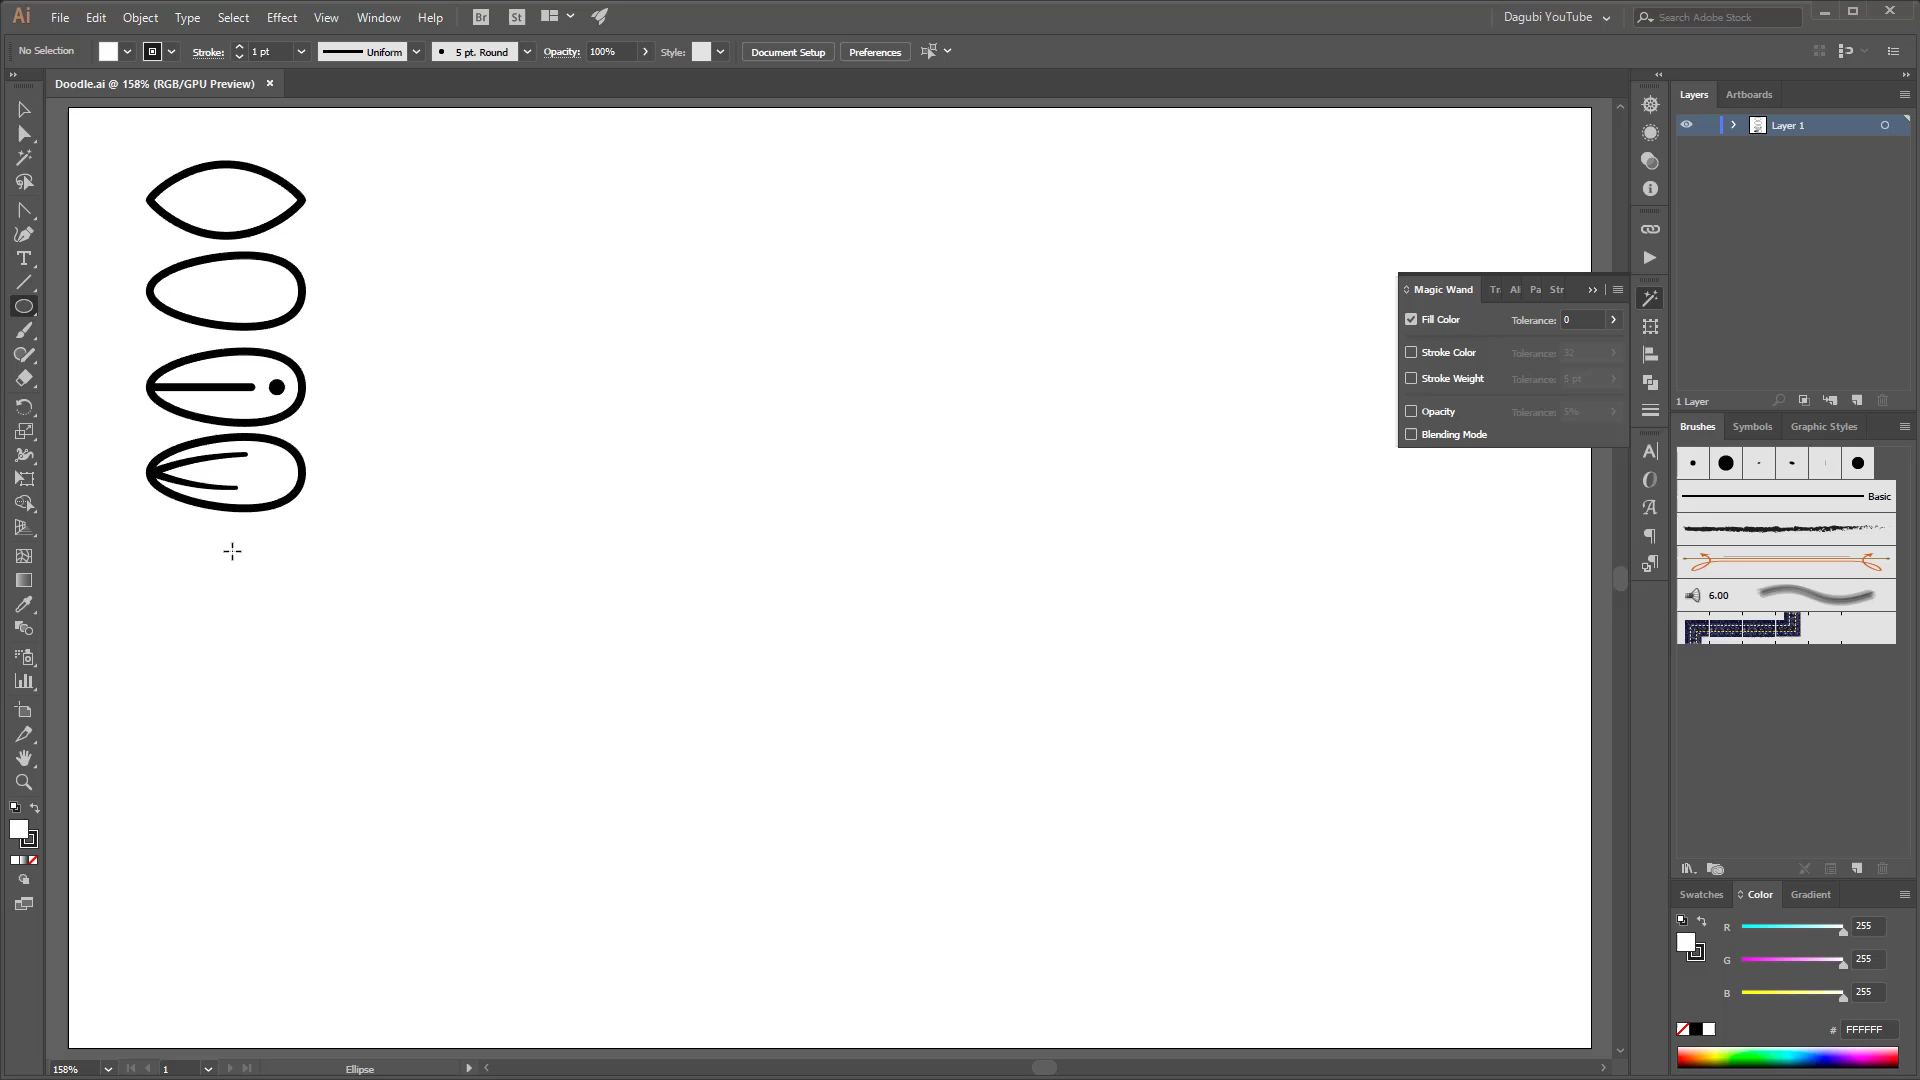 Ai File Edit Object Type Select Effect View Window Help Br St Dagubi YouTube Search Adobe Stock
No Selection Stroke: 1 pt Uniform 5 pt. Round Opacity: 100% Style: Document Setup Preferences
Doodle.ai @ 158% (RGB/GPU Preview)
Layers Artboards
Layer 1
Magic Wand Tr Ali Pa Str
Fill Color Tolerance: 0
Stroke Color Tolerance: 32
Stroke Weight Tolerance: 5 pt
Opacity Tolerance: 5%
Blending Mode
1 Layer
Brushes Symbols Graphic Styles
Basic
6.00
Swatches Color Gradient
R 255
G 255
B 255
# FFFFFF
158% 1 Ellipse